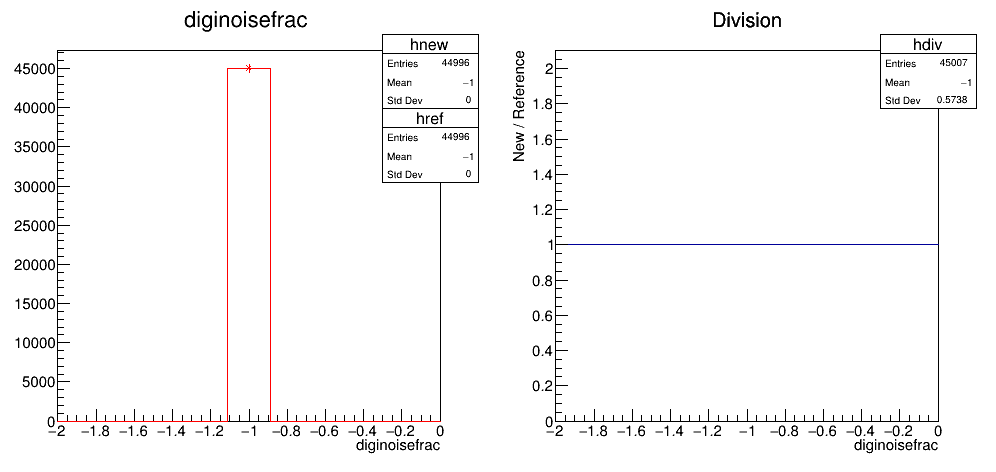 diginoisefrac
hnew
Entries 44996
Mean −1
Std Dev 0
href
Entries 44996
Mean −1
Std Dev 0
45000
40000
35000
30000
25000
20000
15000
10000
5000
0
−2 −1.8 −1.6 −1.4 −1.2 −1 −0.8 −0.6 −0.4 −0.2 0
diginoisefrac
Division
hdiv
Entries 45007
Mean −1
Std Dev 0.5738
New / Reference
2
1.8
1.6
1.4
1.2
1
0.8
0.6
0.4
0.2
0
−2 −1.8 −1.6 −1.4 −1.2 −1 −0.8 −0.6 −0.4 −0.2 0
diginoisefrac